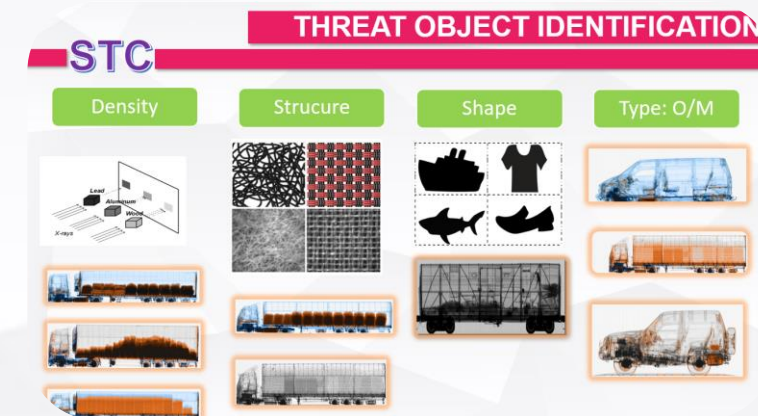 THREAT OBJECT IDENTIFICATION
STC
Density
Strucure
Shape
Type: O/M
Lead
Aluminum
Wood
X-rays